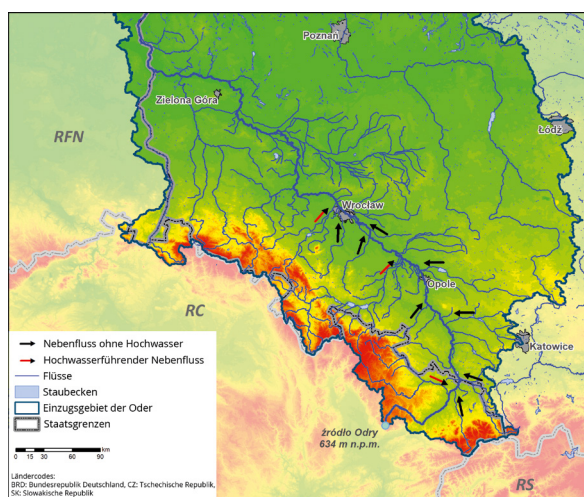 Poznań
Zielona Góra
RFN
Łódź
Wrocław
Opole
RC
Katowice
źródło Odry
634 m n.p.m.
RS
Nebenfluss ohne Hochwasser
Hochwasserführender Nebenfluss
Flüsse
Staubecken
Einzugsgebiet der Oder
Staatsgrenzen
0 15 30 60 90
km
Ländercodes:
BRD: Bundesrepublik Deutschland, CZ: Tschechische Republik,
SK: Slowakische Republik